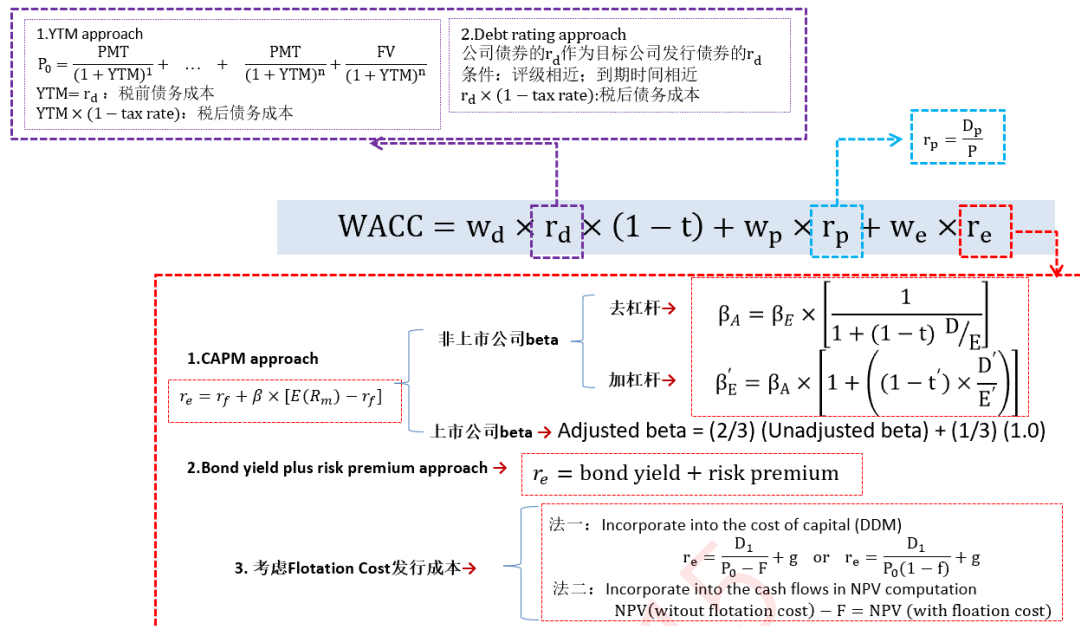 1.YTM approach
P₀ = PMT/(1 + YTM)¹ + … + PMT/(1 + YTM)ⁿ + FV/(1 + YTM)ⁿ
YTM= r_d：税前债务成本
YTM × (1 − tax rate)：税后债务成本
2.Debt rating approach
公司债券的r_d作为目标公司发行债券的r_d
条件：评级相近；到期时间相近
r_d × (1 − tax rate):税后债务成本
r_p = D_p/P
WACC = w_d × r_d × (1 − t) + w_p × r_p + w_e × r_e
1.CAPM approach
r_e = r_f + β × [E(R_m) − r_f]
非上市公司beta
去杠杆→
β_A = β_E × [1/(1 + (1 − t) D/E)]
加杠杆→
β′_E = β_A × [1 + ((1 − t′) × D′/E′)]
上市公司beta → Adjusted beta = (2/3) (Unadjusted beta) + (1/3) (1.0)
2.Bond yield plus risk premium approach → r_e = bond yield + risk premium
3. 考虑Flotation Cost发行成本→
法一：Incorporate into the cost of capital (DDM)
r_e = D₁/(P₀ − F) + g or r_e = D₁/(P₀(1 − f)) + g
法二：Incorporate into the cash flows in NPV computation
NPV(witout flotation cost) − F = NPV (with floation cost)